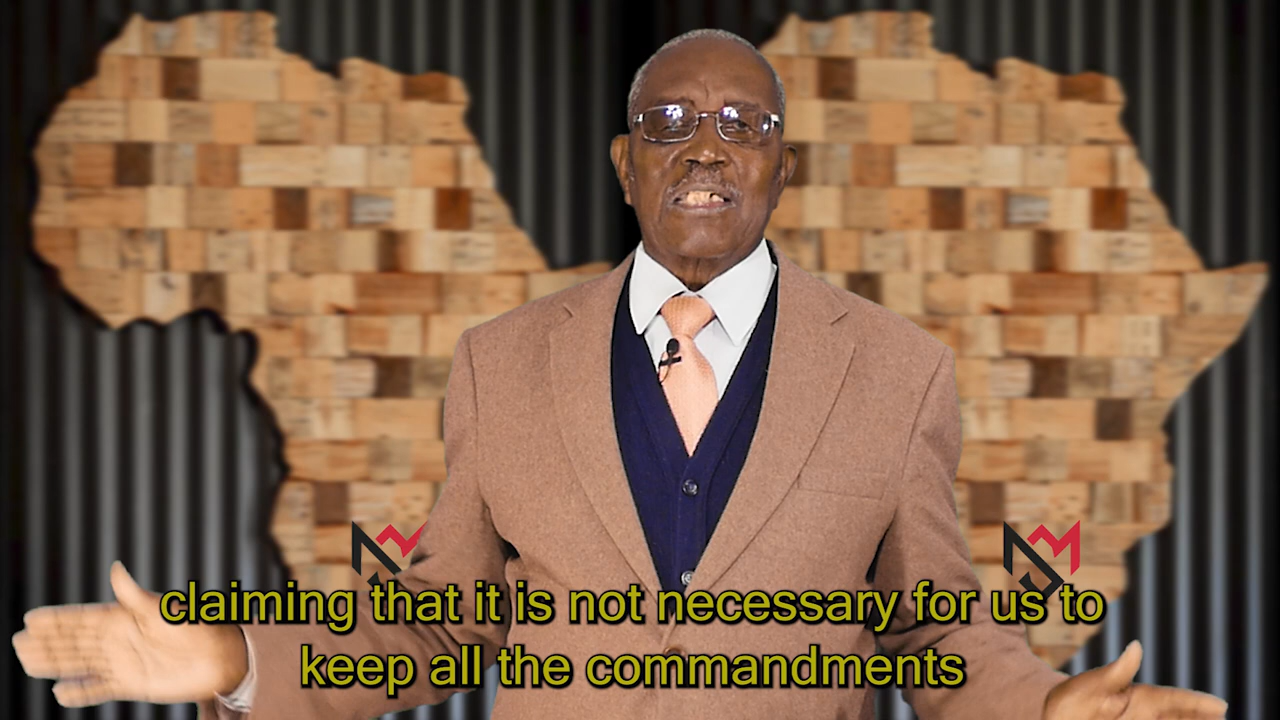 claiming that it is not necessary for us to
keep all the commandments